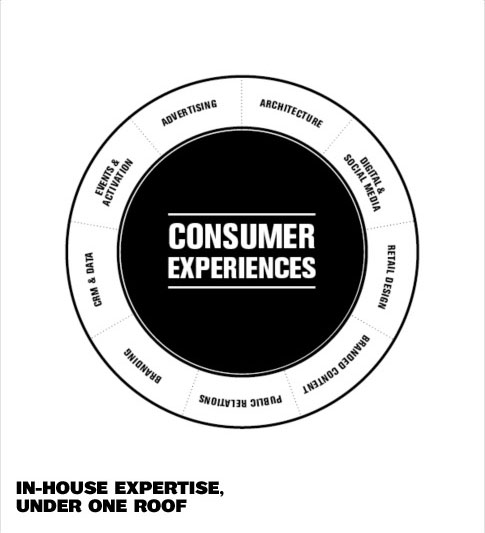 ADVERTISING
ARCHITECTURE
DIGITAL &
SOCIAL MEDIA
RETAIL DESIGN
BRANDED CONTENT
PUBLIC RELATIONS
BRANDING
CRM & DATA
EVENTS &
ACTIVATION
CONSUMER
EXPERIENCES
IN-HOUSE EXPERTISE,
UNDER ONE ROOF